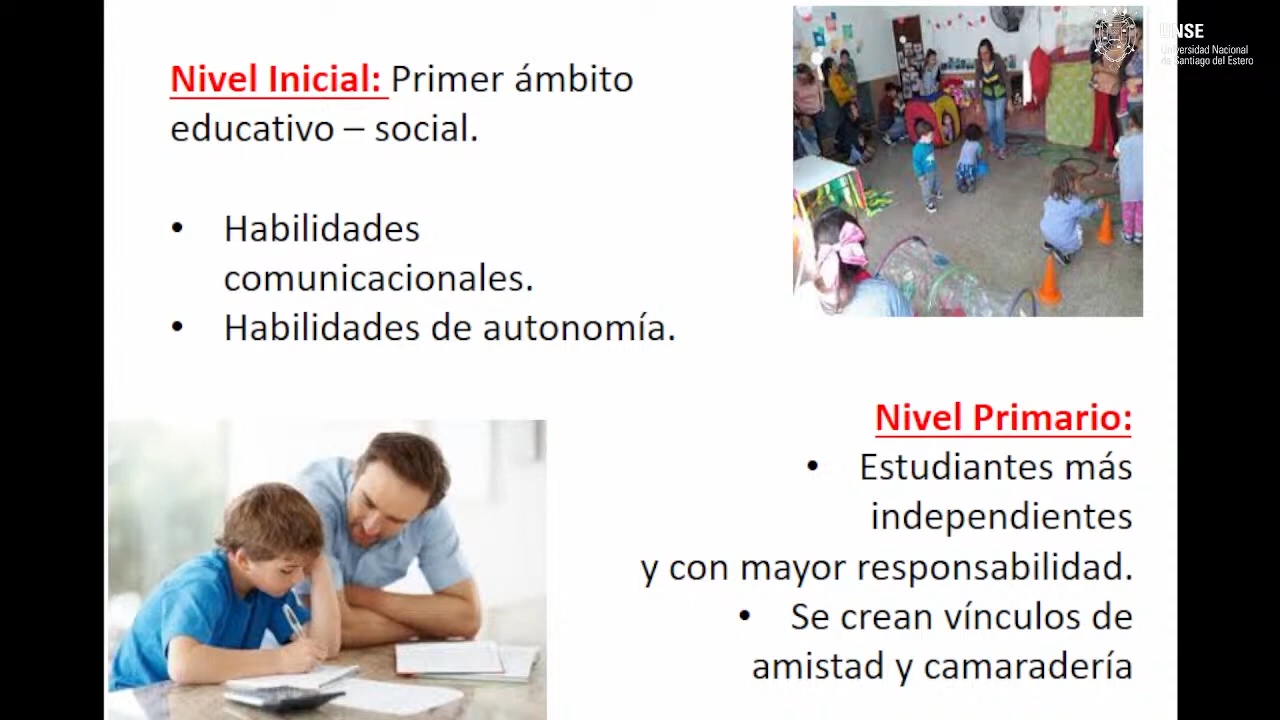 UNSE
Universidad Nacional
de Santiago del Estero
Nivel Inicial: Primer ámbito
educativo – social.
• Habilidades
comunicacionales.
• Habilidades de autonomía.
Nivel Primario:
• Estudiantes más
independientes
y con mayor responsabilidad.
• Se crean vínculos de
amistad y camaradería